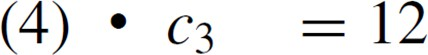 (4) • c₃ = 12